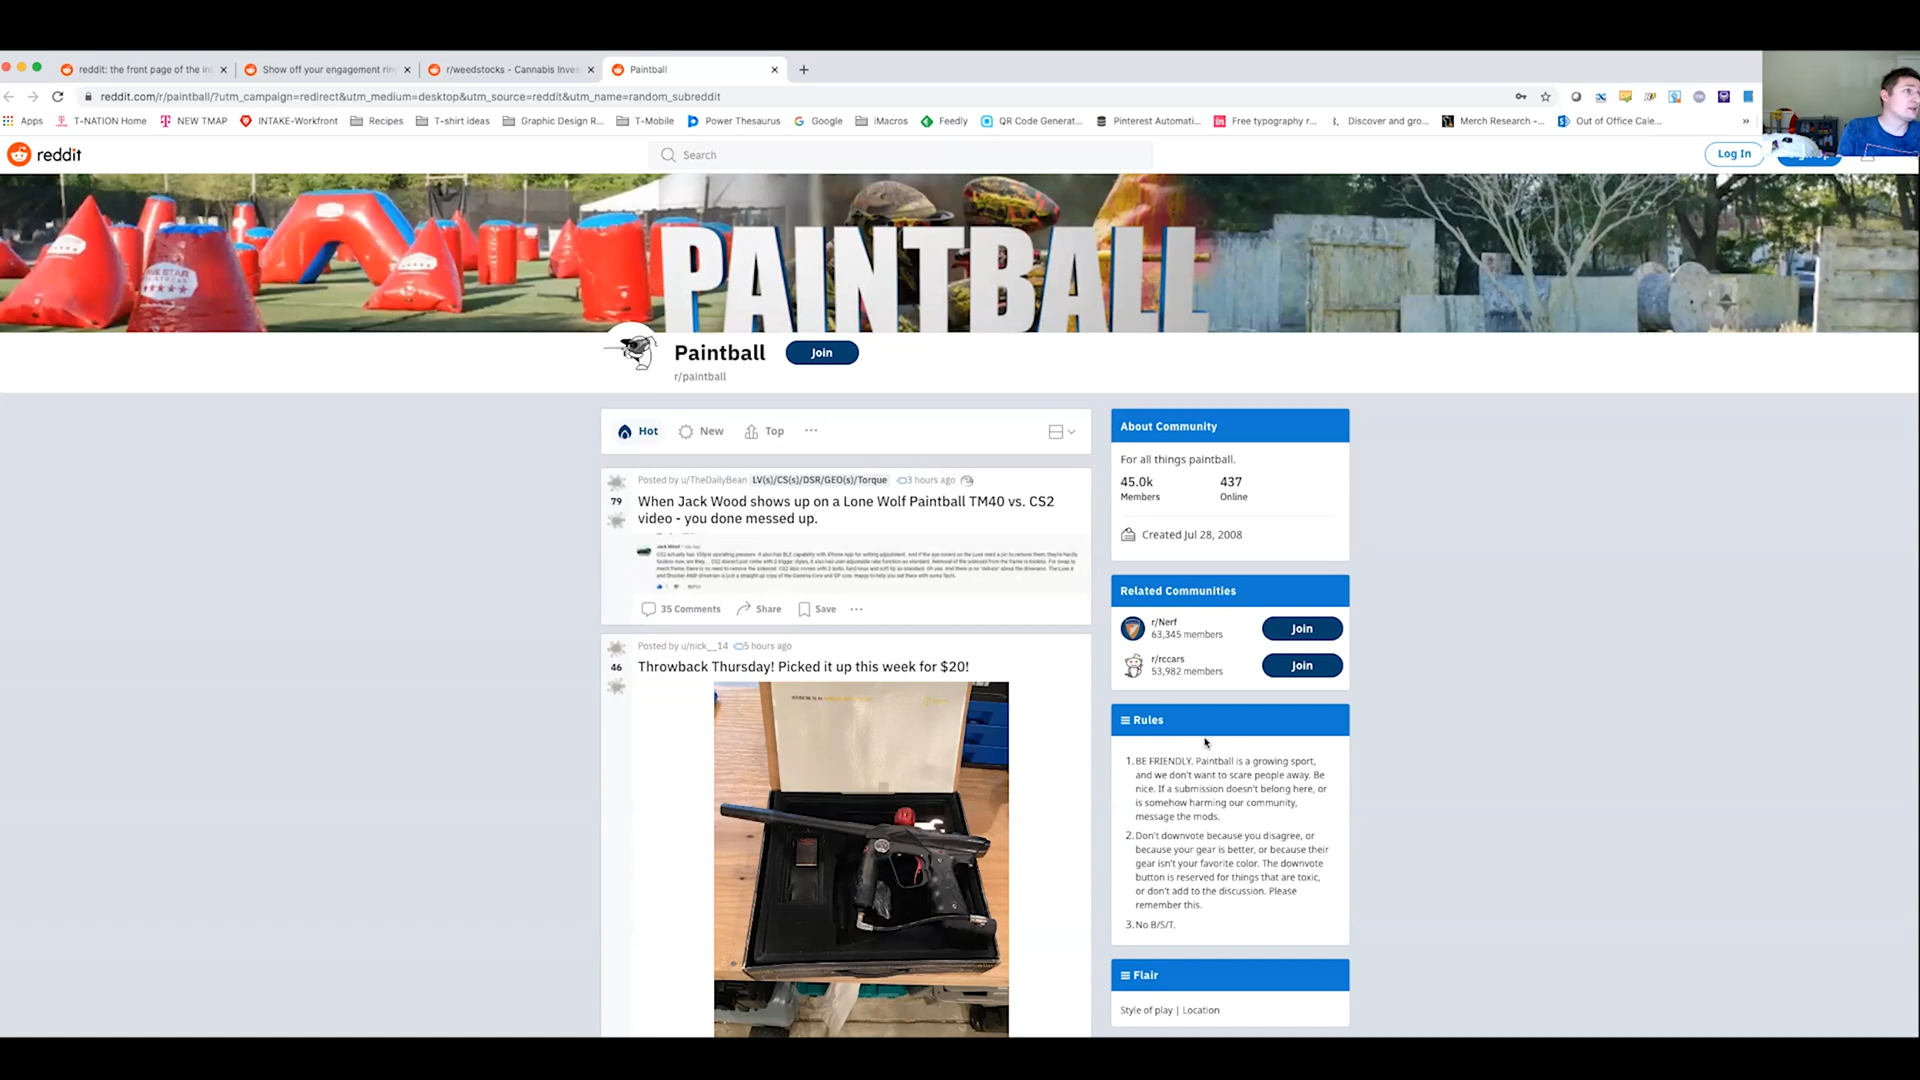 reddit: the front page of the in
Show off your engagement rin
r/weedstocks - Cannabis Inves
Paintball
reddit.com/r/paintball/?utm_campaign=redirect&utm_medium=desktop&utm_source=reddit&utm_name=random_subreddit
Apps T-NATION Home NEW TMAP INTAKE-Workfront Recipes T-shirt ideas Graphic Design R... T-Mobile Power Thesaurus Google iMacros Feedly QR Code Generat... Pinterest Automati... Free typography r... Discover and gro... Merch Research -... Out of Office Cale... »
reddit
Search
Log In
PAINTBALL
Paintball
Join
r/paintball
Hot New Top ...
Posted by u/TheDailyBean LV(s)/CS(s)/DSR/GEO(s)/Torque 3 hours ago
79
When Jack Wood shows up on a Lone Wolf Paintball TM40 vs. CS2
video - you done messed up.
Jack Wood
35 Comments Share Save ...
Posted by u/nick__14 5 hours ago
46
Throwback Thursday! Picked it up this week for $20!
About Community
For all things paintball.
45.0k 437
Members Online
Created Jul 28, 2008
Related Communities
r/Nerf
63,345 members
Join
r/rccars
53,982 members
Join
Rules
1. BE FRIENDLY. Paintball is a growing sport,
and we don't want to scare people away. Be
nice. If a submission doesn't belong here, or
is somehow harming our community,
message the mods.
2. Don't downvote because you disagree, or
because your gear is better, or because their
gear isn't your favorite color. The downvote
button is reserved for things that are toxic,
or don't add to the discussion. Please
remember this.
3. No B/S/T.
Flair
Style of play | Location